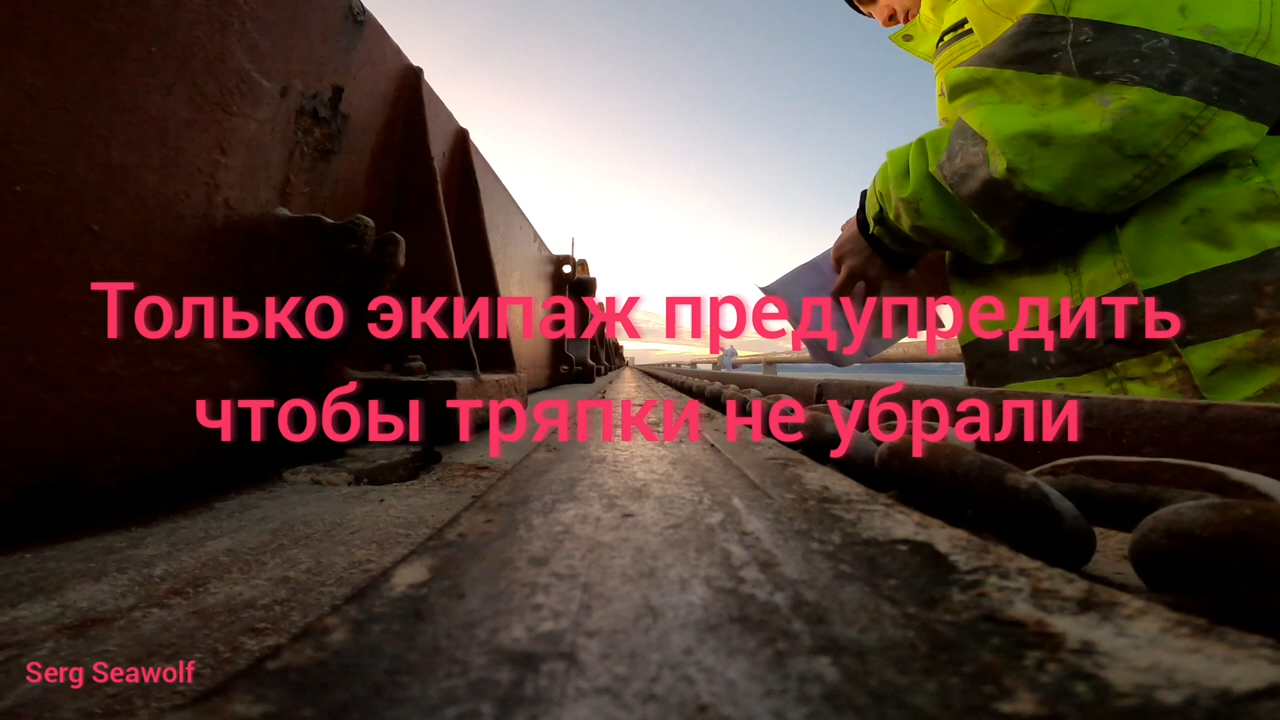 Только экипаж предупредить
чтобы тряпки не убрали
Serg Seawolf